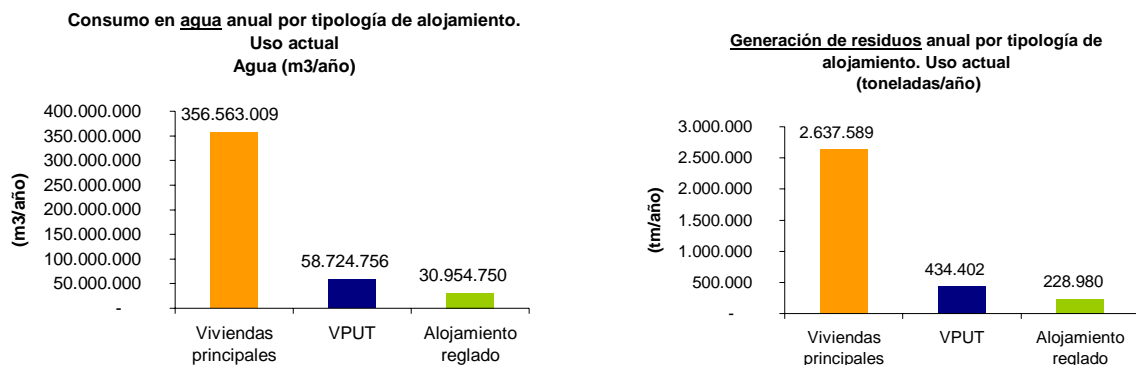 Consumo en agua anual por tipología de alojamiento.
Uso actual
Agua (m3/año)
(m3/año)
400.000.000
350.000.000
300.000.000
250.000.000
200.000.000
150.000.000
100.000.000
50.000.000
-
356.563.009
58.724.756
30.954.750
Viviendas
principales
VPUT
Alojamiento
reglado
Generación de residuos anual por tipología de
alojamiento. Uso actual
(toneladas/año)
(tm/año)
3.000.000
2.500.000
2.000.000
1.500.000
1.000.000
500.000
-
2.637.589
434.402
228.980
Viviendas
principales
VPUT
Alojamiento
reglado